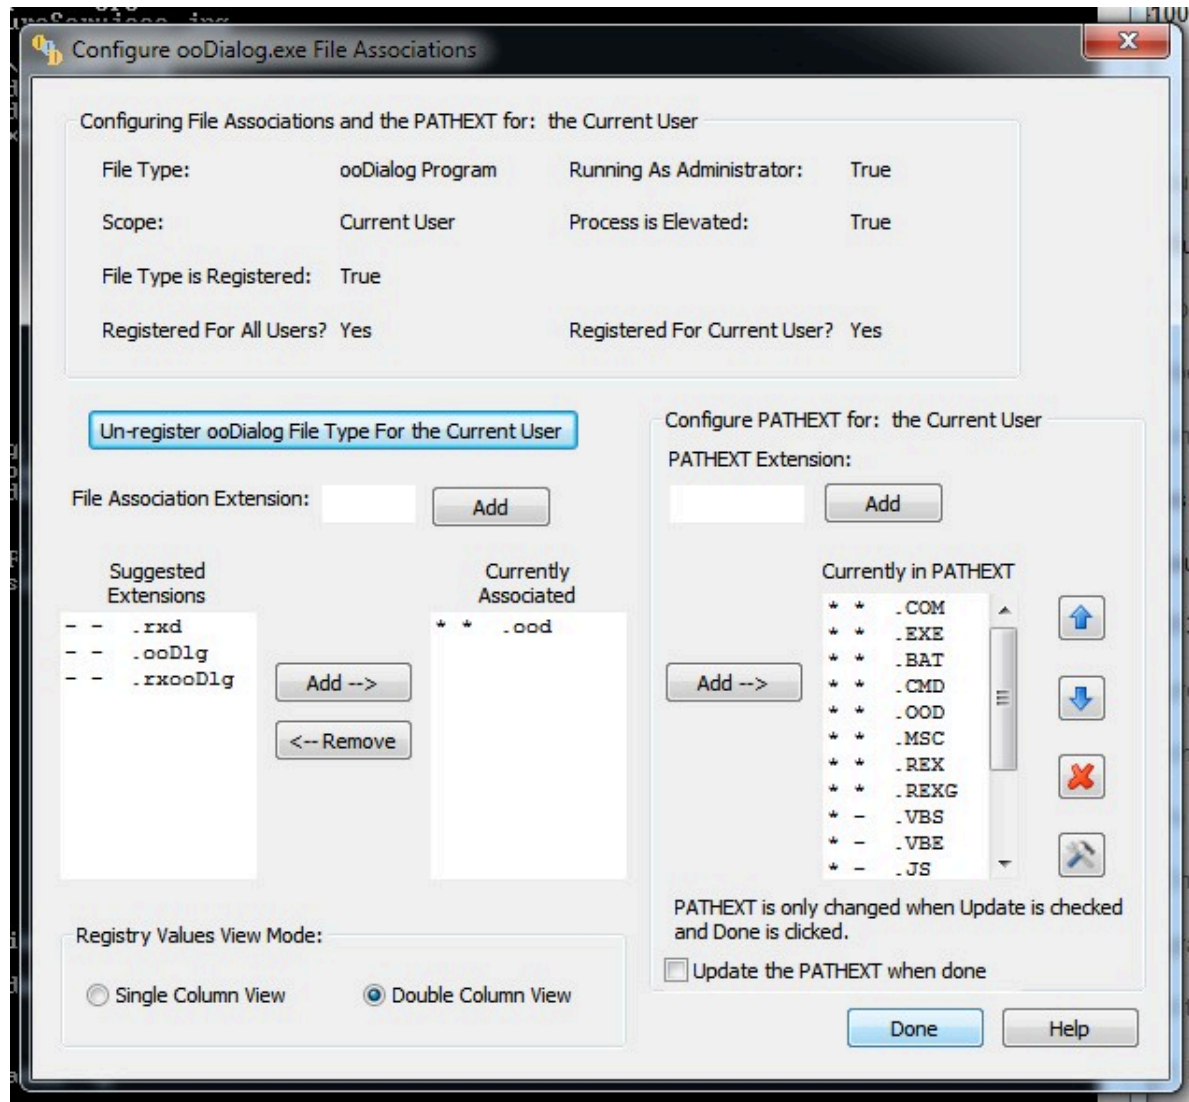 Configure ooDialog.exe File Associations
Configuring File Associations and the PATHEXT for: the Current User
File Type: ooDialog Program Running As Administrator: True
Scope: Current User Process is Elevated: True
File Type is Registered: True
Registered For All Users? Yes Registered For Current User? Yes
Un-register ooDialog File Type For the Current User
File Association Extension: Add
Suggested
Extensions
- - .rxd
- - .ooDlg
- - .rxooDlg
Add -->
<-- Remove
Currently
Associated
* * .ood
Configure PATHEXT for: the Current User
PATHEXT Extension:
Add
Add -->
Currently in PATHEXT
* * .COM
* * .EXE
* * .BAT
* * .CMD
* * .OOD
* * .MSC
* * .REX
* * .REXG
* - .VBS
* - .VBE
* - .JS
PATHEXT is only changed when Update is checked
and Done is clicked.
Update the PATHEXT when done
Registry Values View Mode:
Single Column View Double Column View
Done Help